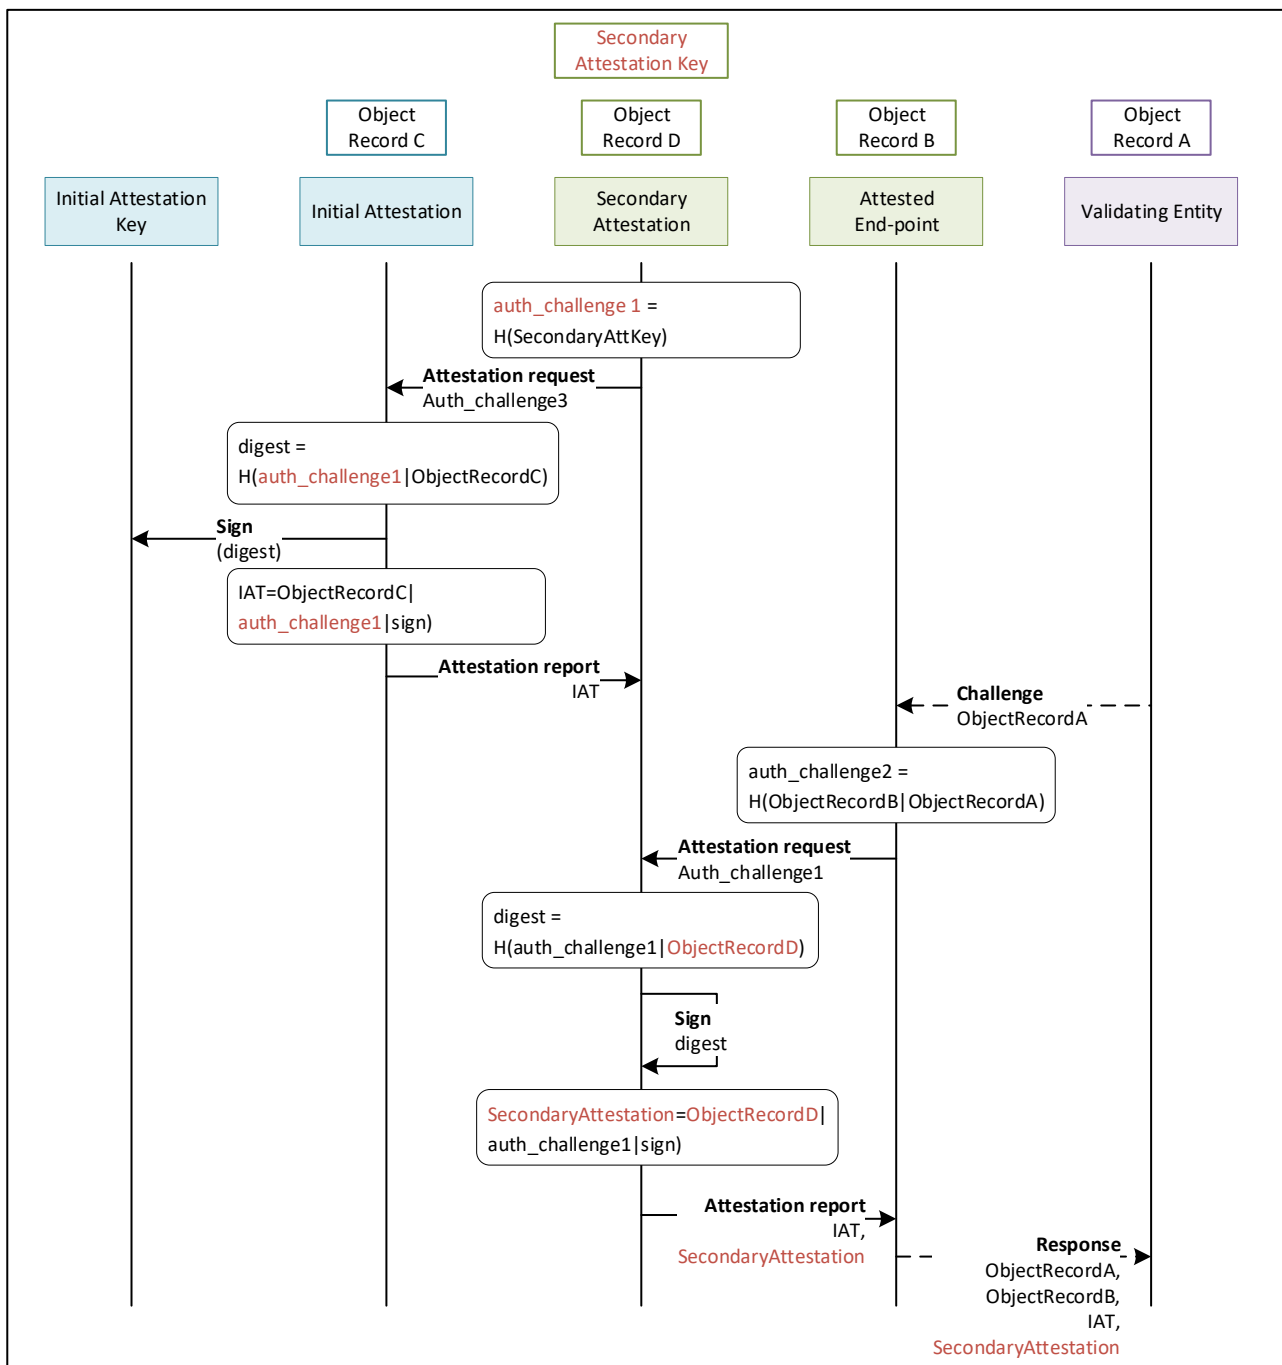 Secondary
Attestation Key
Object
Record C
Object
Record D
Object
Record B
Object
Record A
Initial Attestation
Key
Initial Attestation
Secondary
Attestation
Attested
End-point
Validating Entity
auth_challenge 1 =
H(SecondaryAttKey)
Attestation request
Auth_challenge3
digest =
H(auth_challenge1|ObjectRecordC)
Sign
(digest)
IAT=ObjectRecordC|
auth_challenge1|sign)
Attestation report
IAT
Challenge
ObjectRecordA
auth_challenge2 =
H(ObjectRecordB|ObjectRecordA)
Attestation request
Auth_challenge1
digest =
H(auth_challenge1|ObjectRecordD)
Sign
digest
SecondaryAttestation=ObjectRecordD|
auth_challenge1|sign)
Attestation report
IAT,
SecondaryAttestation
Response
ObjectRecordA,
ObjectRecordB,
IAT,
SecondaryAttestation